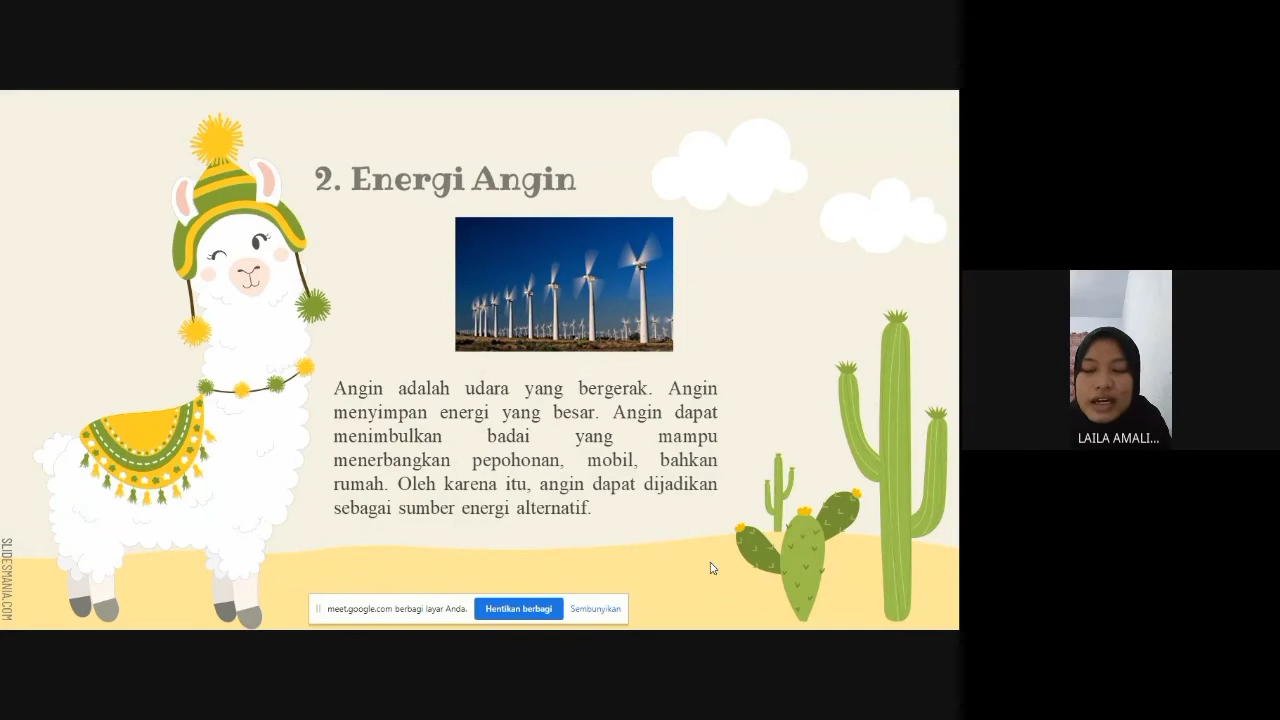 2. Energi Angin
Angin adalah udara yang bergerak. Angin
menyimpan energi yang besar. Angin dapat
menimbulkan badai yang mampu
menerbangkan pepohonan, mobil, bahkan
rumah. Oleh karena itu, angin dapat dijadikan
sebagai sumber energi alternatif.
SLIDESMANIA.COM
meet.google.com berbagi layar Anda.
Hentikan berbagi
Sembunyikan
LAILA AMALI...